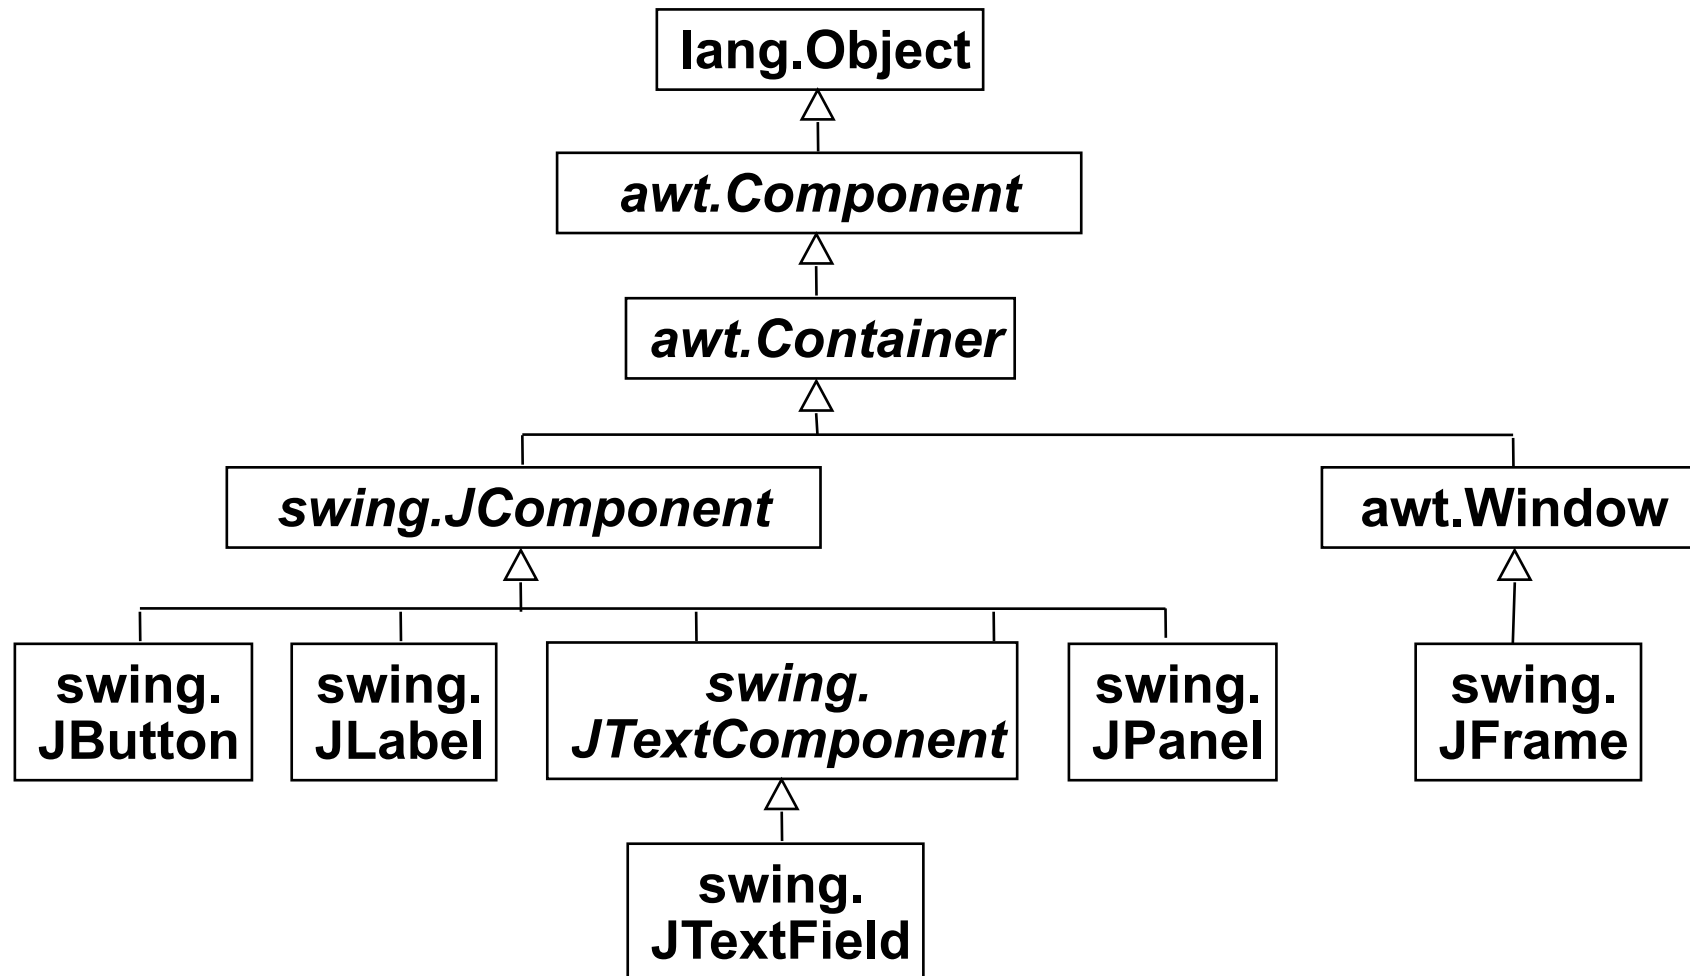 lang.Object
awt.Component
awt.Container
swing.JComponent
awt.Window
swing.
JButton
swing.
JLabel
swing.
JTextComponent
swing.
JPanel
swing.
JFrame
swing.
JTextField